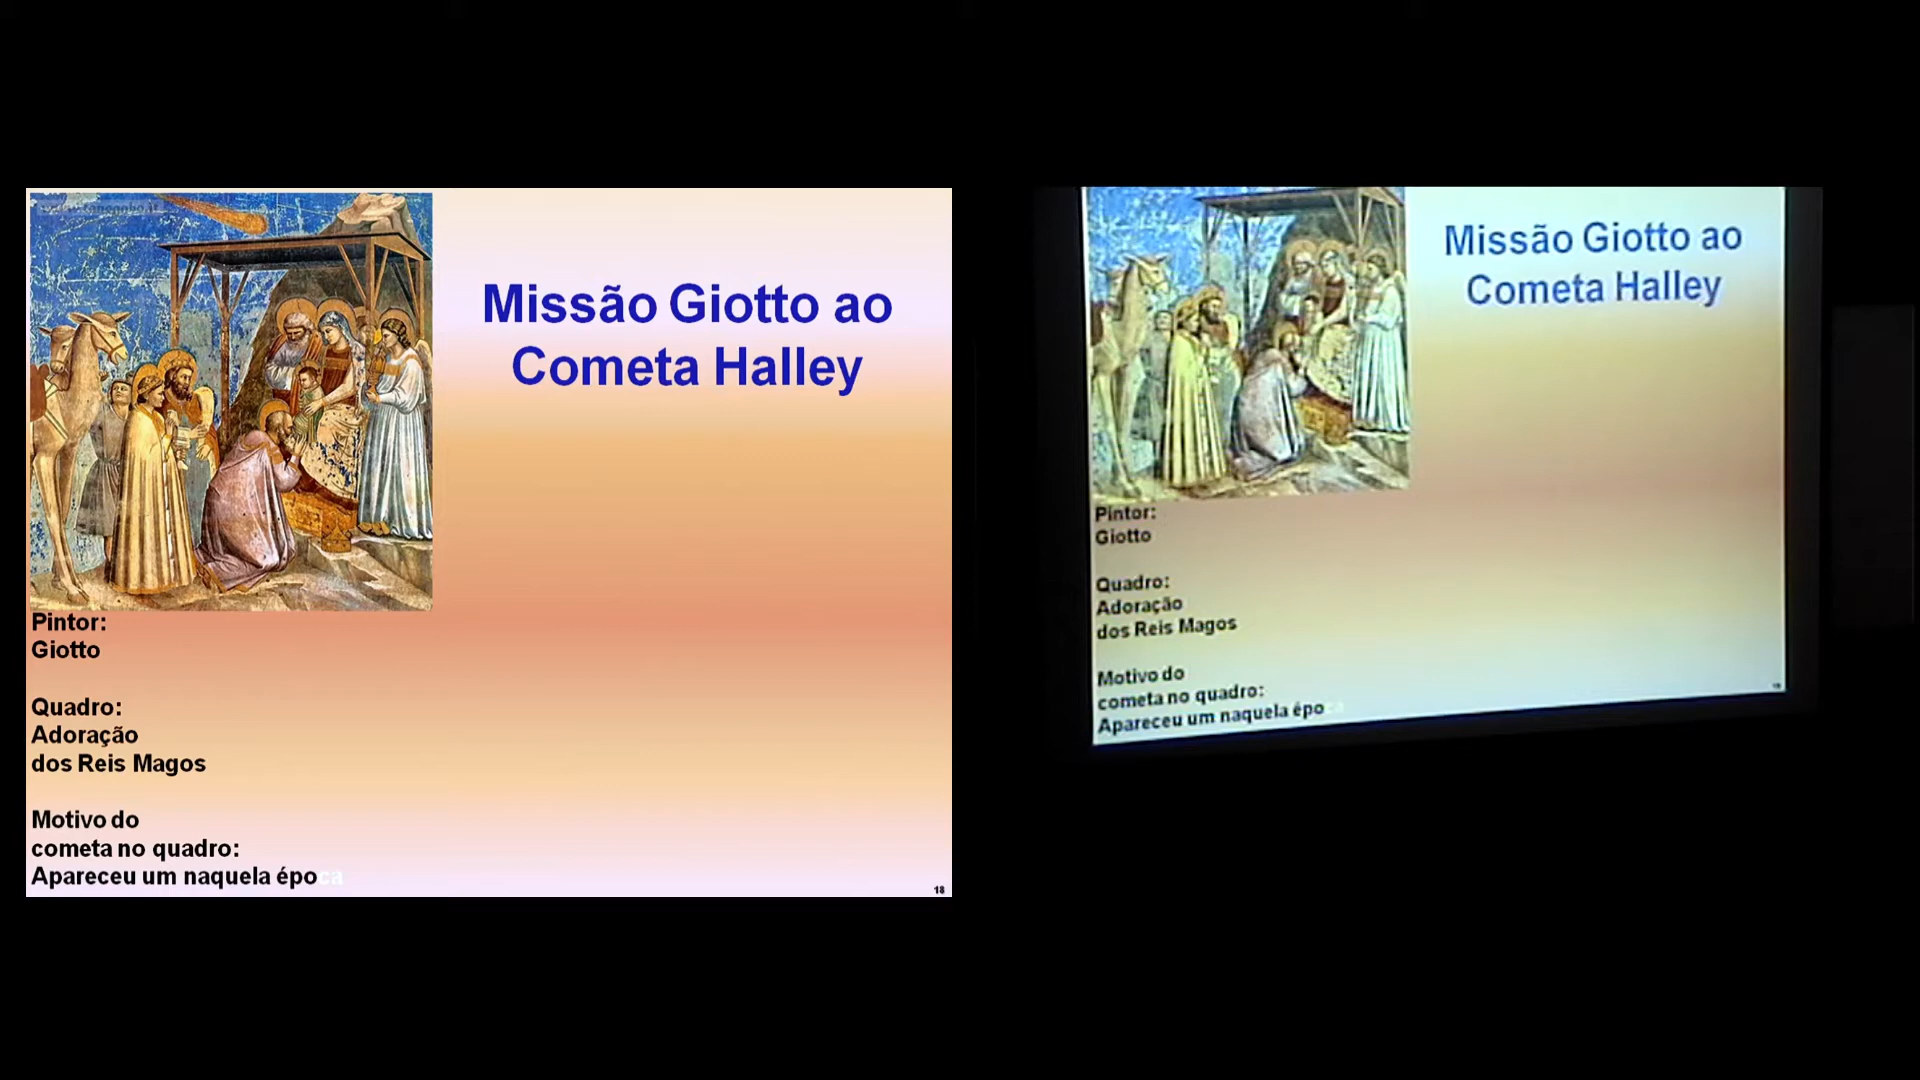 Missão Giotto ao
Cometa Halley
Pintor:
Giotto
Quadro:
Adoração
dos Reis Magos
Motivo do
cometa no quadro:
Apareceu um naquela época
18
Missão Giotto ao
Cometa Halley
Pintor:
Giotto
Quadro:
Adoração
dos Reis Magos
Motivo do
cometa no quadro:
Apareceu um naquela época